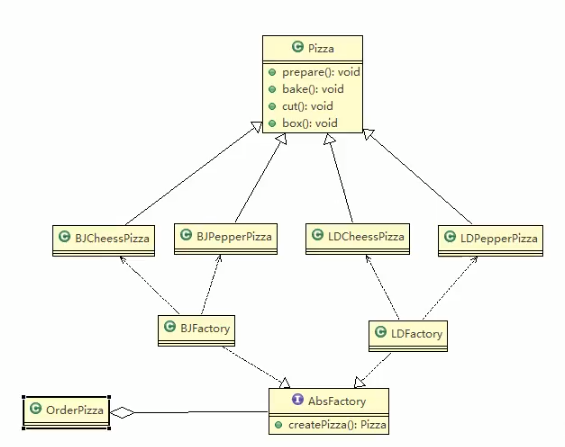 C Pizza
prepare(): void
bake(): void
cut(): void
box(): void
C BJCheessPizza
C BJPepperPizza
C LDCheessPizza
C LDPepperPizza
C BJFactory
C LDFactory
C OrderPizza
I AbsFactory
createPizza(): Pizza